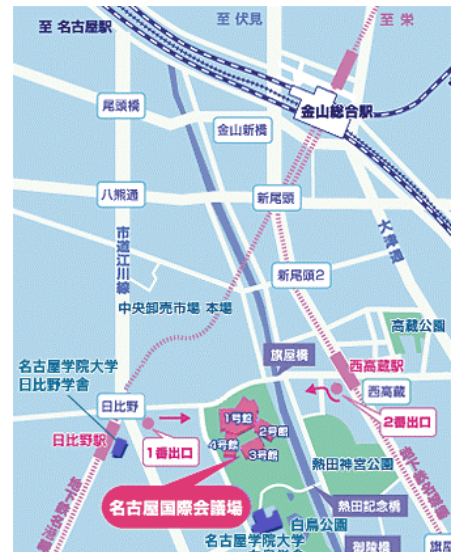 至 名古屋駅
至 伏見
至 栄
尾頭橋
金山新橋
金山総合駅
八熊通
新尾頭
大津通
市道江川線
新尾頭2
中央卸売市場 本場
高蔵公園
旗屋橋
西高蔵駅
名古屋学院大学
日比野学舎
日比野
西高蔵
1号館
2号館
3号館
4号館
日比野駅
1番出口
2番出口
熱田神宮公園
名古屋国際会議場
熱田記念橋
地下鉄名港線
地下鉄名城線
白鳥公園
名古屋学院大学
御陵橋
旗屋